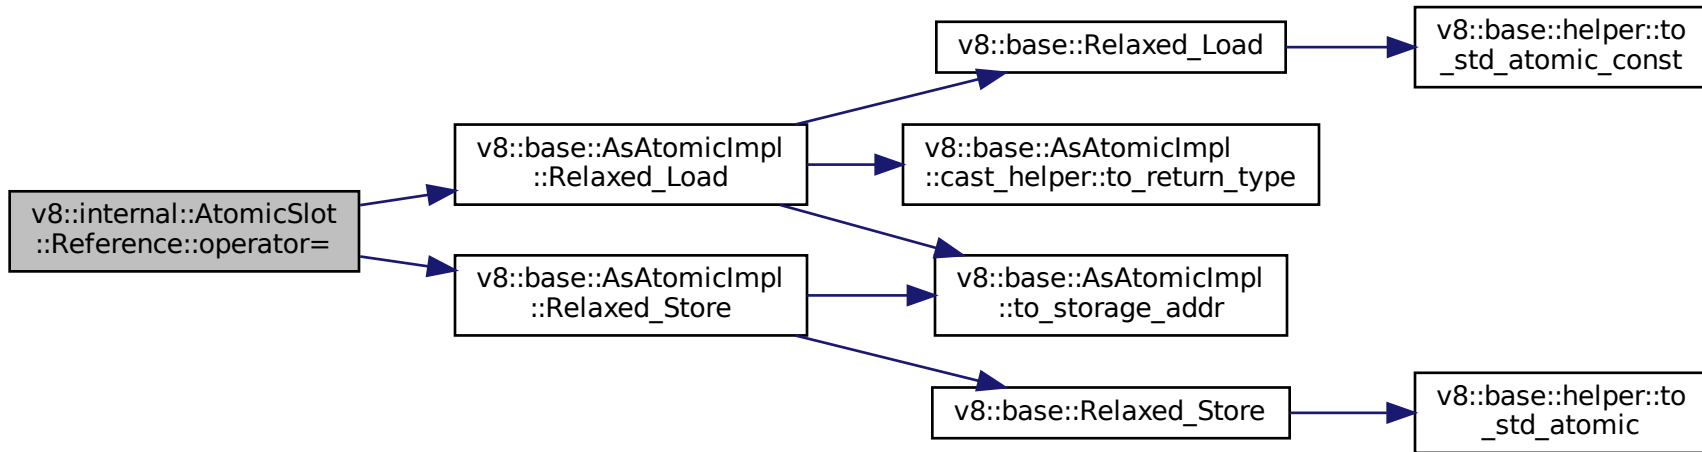 v8::internal::AtomicSlot
::Reference::operator=
v8::base::AsAtomicImpl
::Relaxed_Load
v8::base::AsAtomicImpl
::Relaxed_Store
v8::base::Relaxed_Load
v8::base::AsAtomicImpl
::cast_helper::to_return_type
v8::base::AsAtomicImpl
::to_storage_addr
v8::base::Relaxed_Store
v8::base::helper::to
_std_atomic_const
v8::base::helper::to
_std_atomic